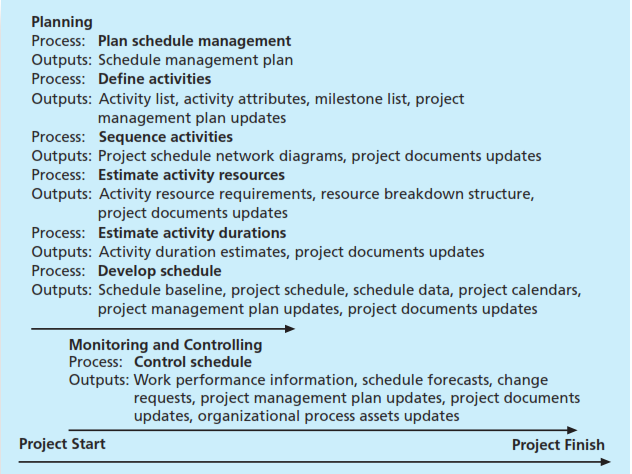 Planning
Process: Plan schedule management
Outputs: Schedule management plan
Process: Define activities
Outputs: Activity list, activity attributes, milestone list, project
management plan updates
Process: Sequence activities
Outputs: Project schedule network diagrams, project documents updates
Process: Estimate activity resources
Outputs: Activity resource requirements, resource breakdown structure,
project documents updates
Process: Estimate activity durations
Outputs: Activity duration estimates, project documents updates
Process: Develop schedule
Outputs: Schedule baseline, project schedule, schedule data, project calendars,
project management plan updates, project documents updates
Monitoring and Controlling
Process: Control schedule
Outputs: Work performance information, schedule forecasts, change
requests, project management plan updates, project documents
updates, organizational process assets updates
Project Start
Project Finish